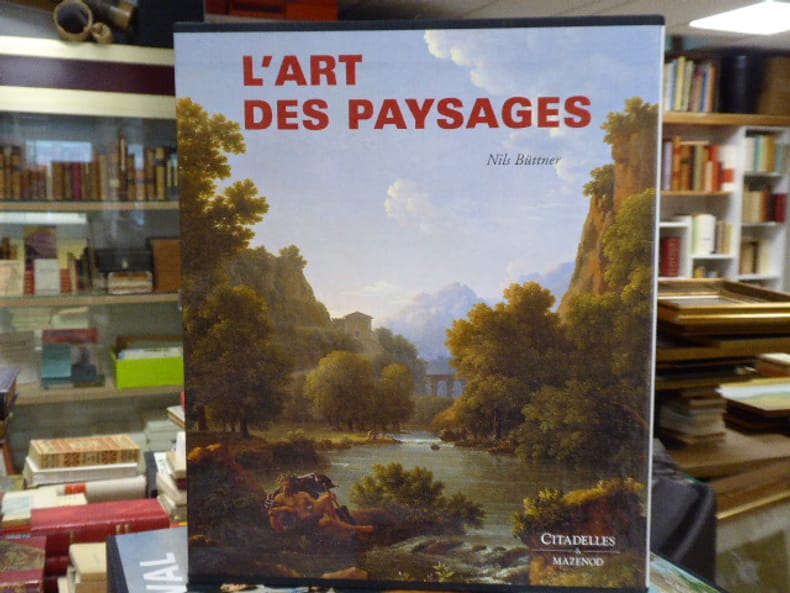 L'ART
DES PAYSAGES
Nils Büttner
CITADELLES
&
MAZENOD
VAL